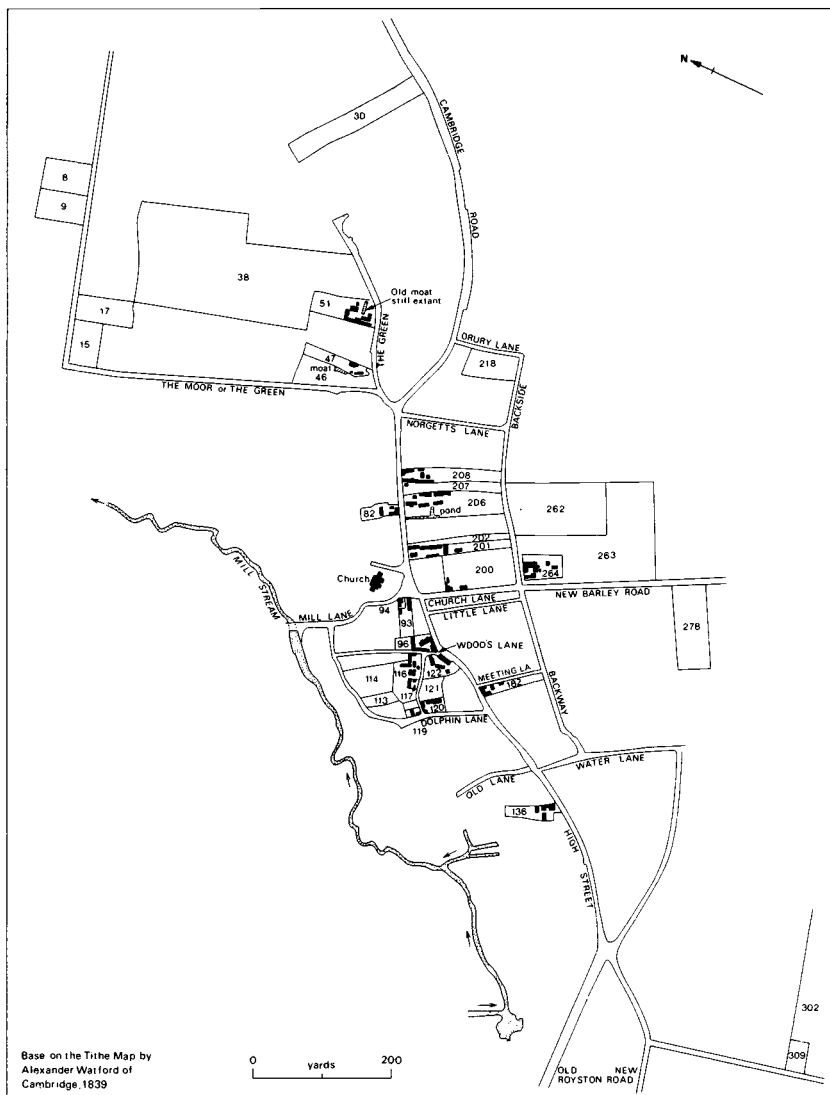 N
30
CAMBRIDGE
ROAD
8
9
38
51
Old moat
still extant
17
15
47
moat
46
THE GREEN
THE MOOR or THE GREEN
DRURY LANE
218
BACKSIDE
NORGETTS LANE
208
207
206
82
pond
262
202
201
263
200
264
Church
MILL STREAM
CHURCH LANE
NEW BARLEY ROAD
LITTLE LANE
94
MILL LANE
93
278
96
WOOD'S LANE
116
122
114
MEETING LA.
182
121
117
113
120
DOLPHIN LANE
119
BACKWAY
WATER LANE
OLD LANE
136
HIGH
STREET
302
309
OLD NEW
ROYSTON ROAD
Base on the Tithe Map by
Alexander Watford of
Cambridge, 1839
0 200
yards